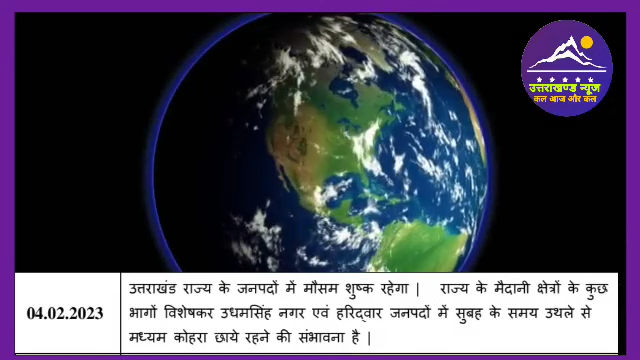 उत्तराखण्ड न्यूज
कल आज और कल
04.02.2023
उत्तराखंड राज्य के जनपदों में मौसम शुष्क रहेगा | राज्य के मैदानी क्षेत्रों के कुछ
भागों विशेषकर उधमसिंह नगर एवं हरिद्वार जनपदों में सुबह के समय उथले से
मध्यम कोहरा छाये रहने की संभावना है |